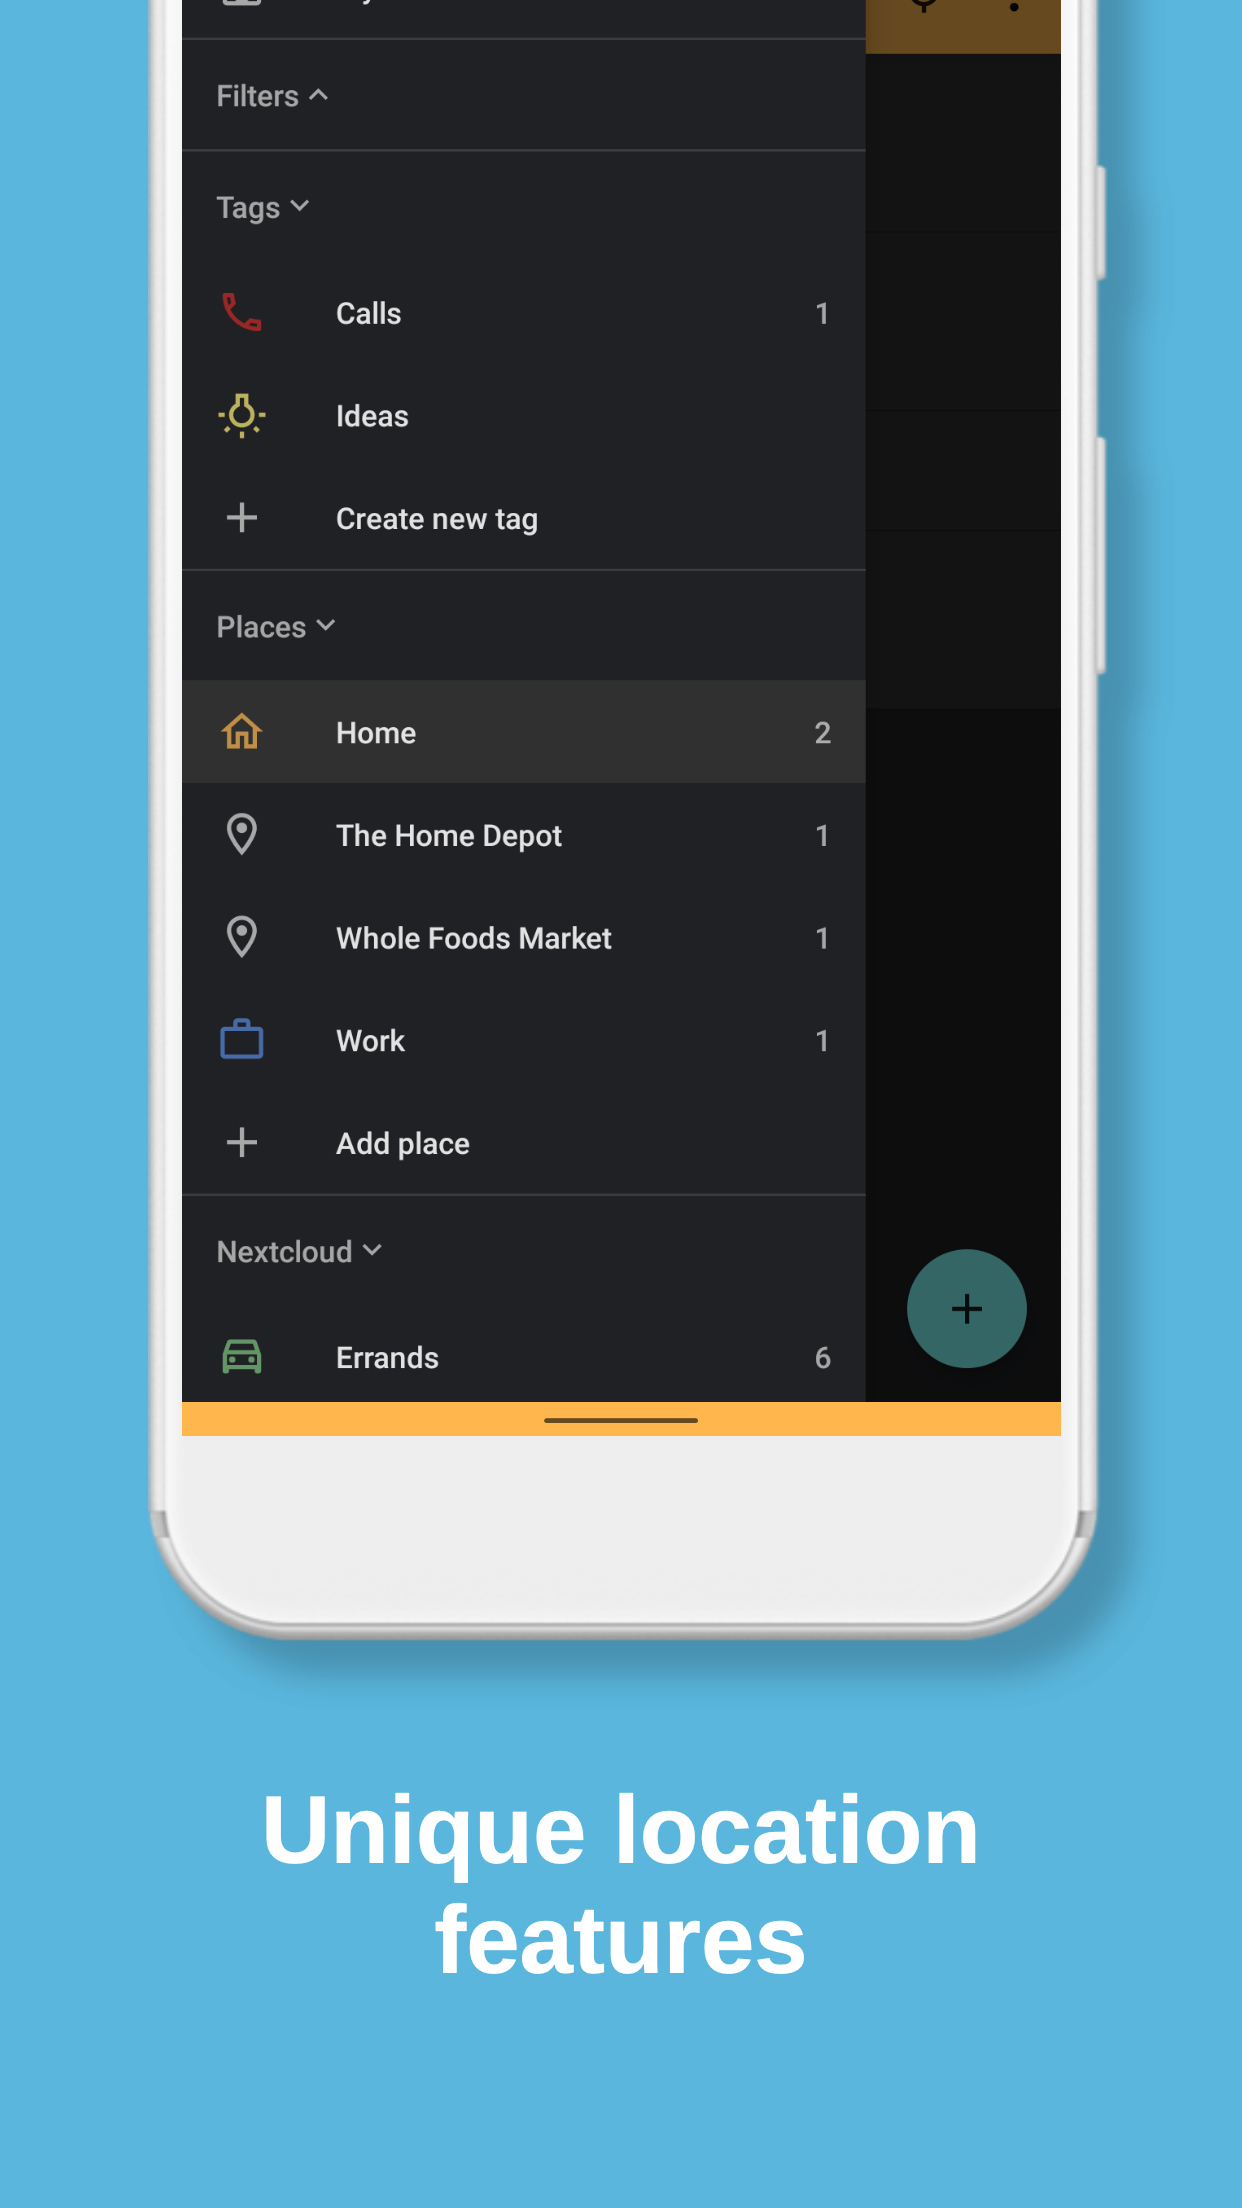 Filters
Tags
Calls 1
Ideas
Create new tag
Places
Home 2
The Home Depot 1
Whole Foods Market 1
Work 1
Add place
Nextcloud
Errands 6
Unique location
features